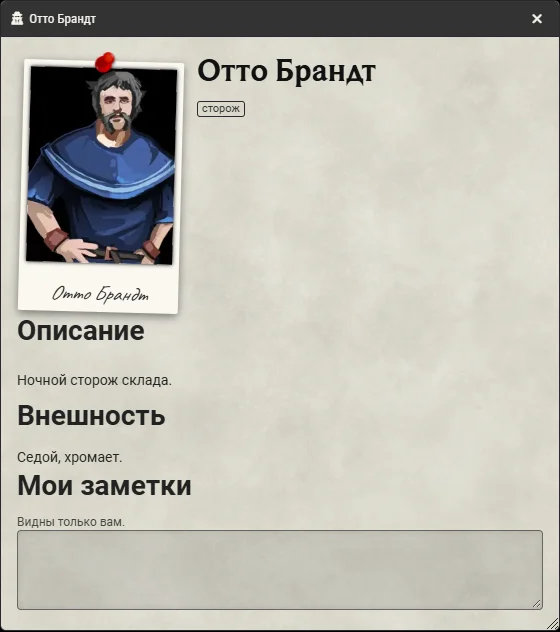 Отто Брандт
Отто Брандт
сторож
Отто Брандт
Описание
Ночной сторож склада.
Внешность
Седой, хромает.
Мои заметки
Видны только вам.